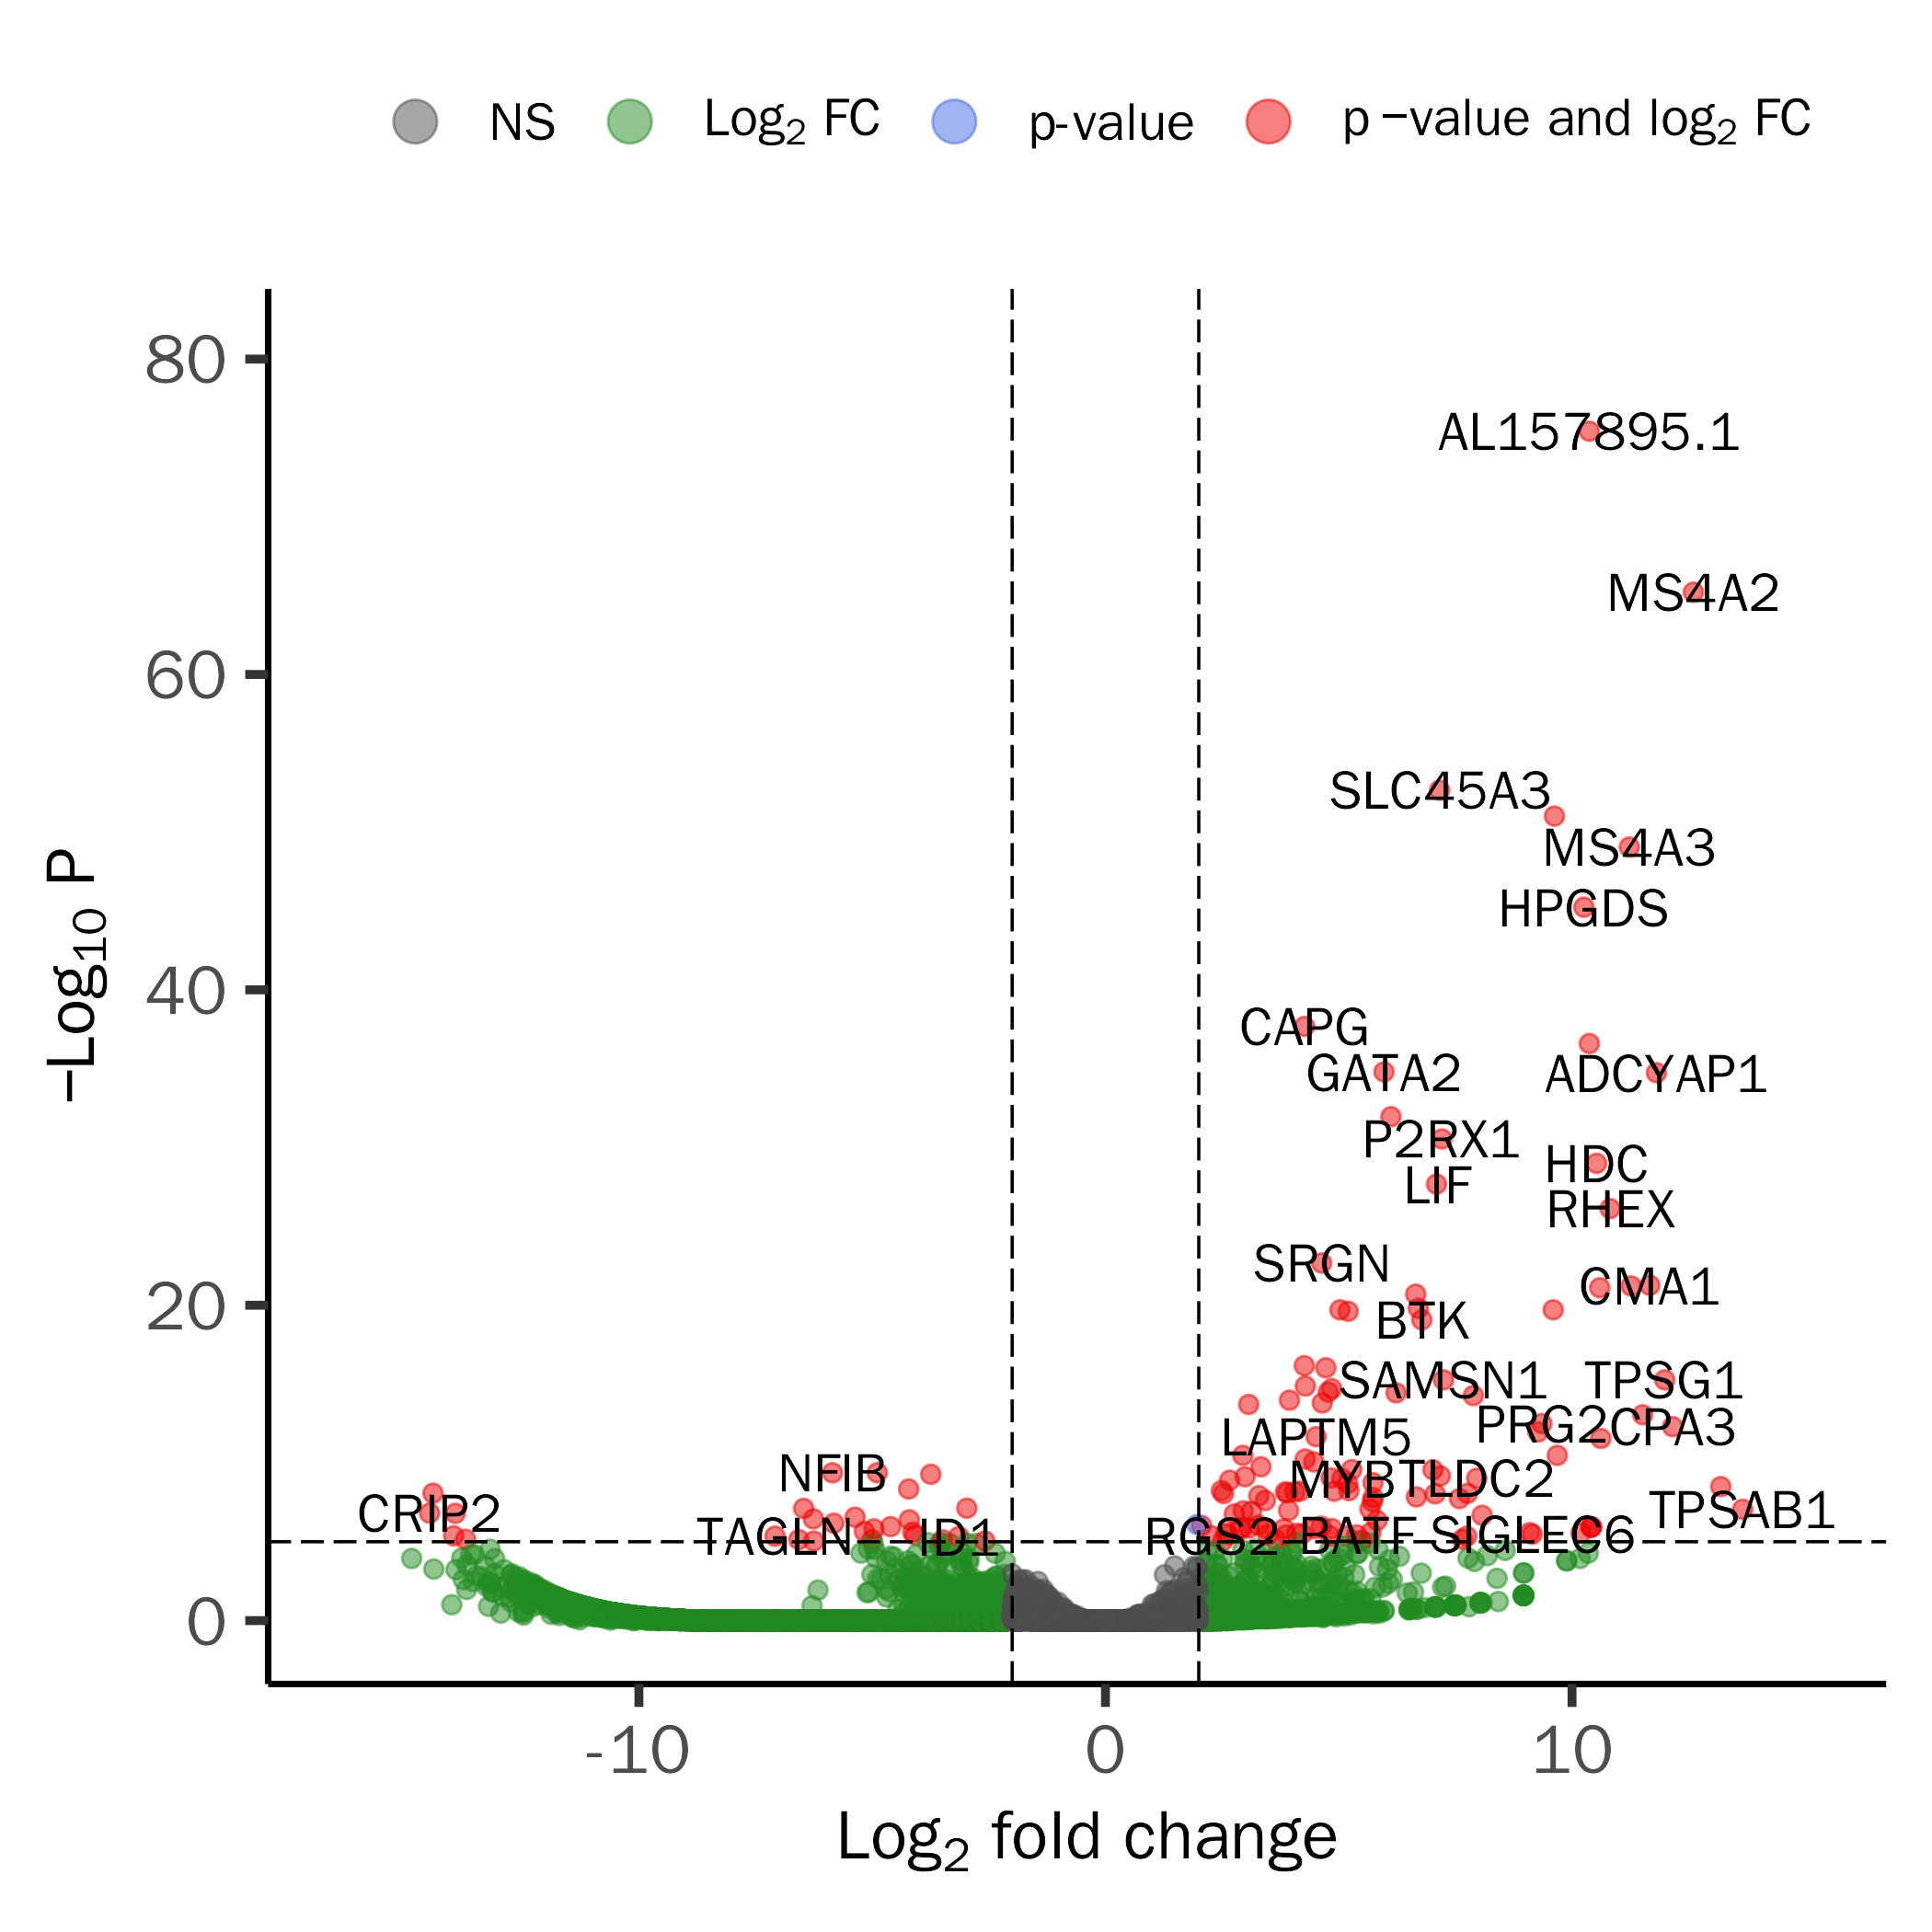 NS Log2 FC p-value p −value and log2 FC
80
AL157895.1
MS4A2
60
SLC45A3
MS4A3
HPGDS
−Log10 P
40
CAPG
GATA2 ADCYAP1
P2RX1
HDC
LIF
RHEX
SRGN
20
CMA1
BTK
SAMSN1 TPSG1
PRG2 CPA3
LAPTM5
NFIB
MYB TLDC2
CRIP2
TPSAB1
TAGLN ID1 RGS2 BATF SIGLEC6
0
-10 0 10
Log2 fold change